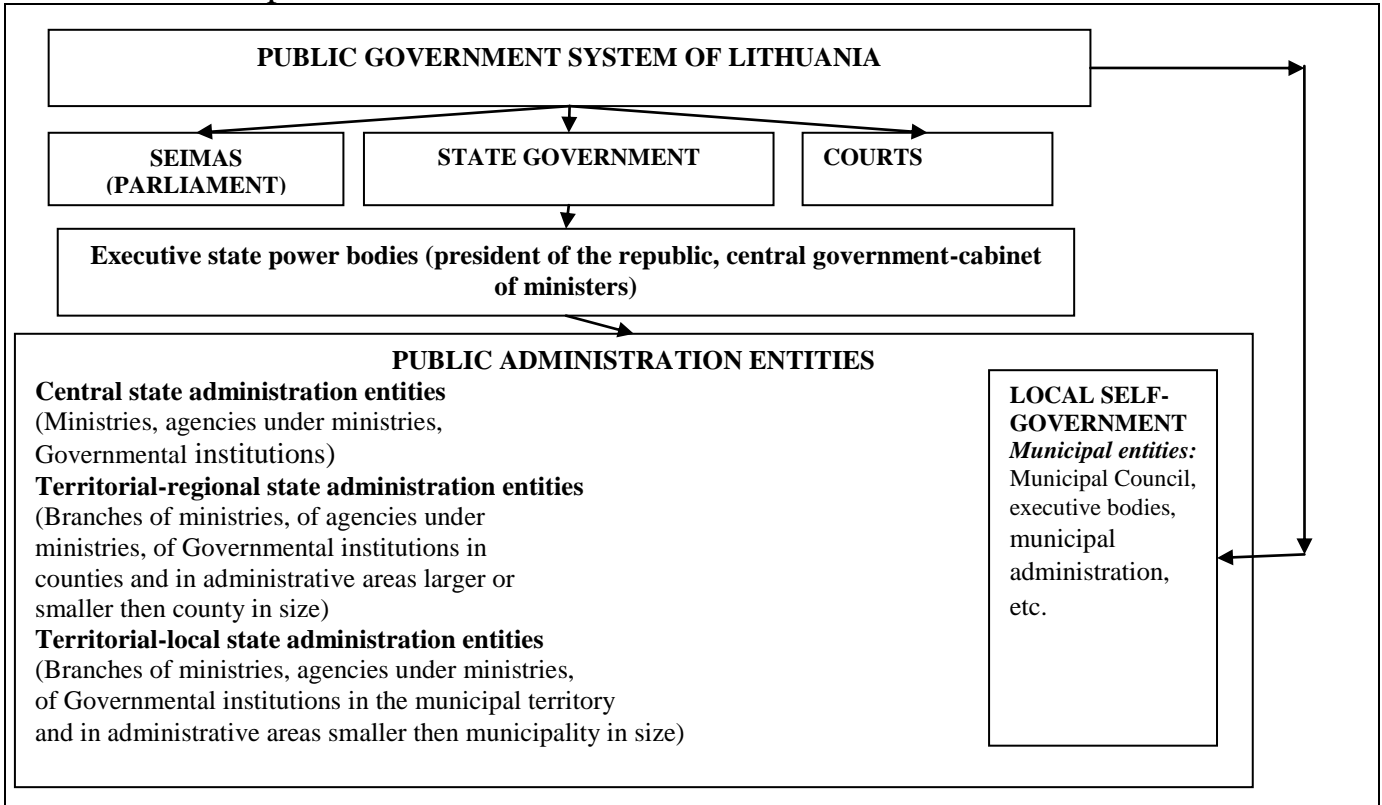 PUBLIC GOVERNMENT SYSTEM OF LITHUANIA
SEIMAS
(PARLIAMENT)
STATE GOVERNMENT
COURTS
Executive state power bodies (president of the republic, central government-cabinet
of ministers)
PUBLIC ADMINISTRATION ENTITIES
Central state administration entities
(Ministries, agencies under ministries,
Governmental institutions)
Territorial-regional state administration entities
(Branches of ministries, of agencies under
ministries, of Governmental institutions in
counties and in administrative areas larger or
smaller then county in size)
Territorial-local state administration entities
(Branches of ministries, agencies under ministries,
of Governmental institutions in the municipal territory
and in administrative areas smaller then municipality in size)
LOCAL SELF-
GOVERNMENT
Municipal entities:
Municipal Council,
executive bodies,
municipal
administration,
etc.